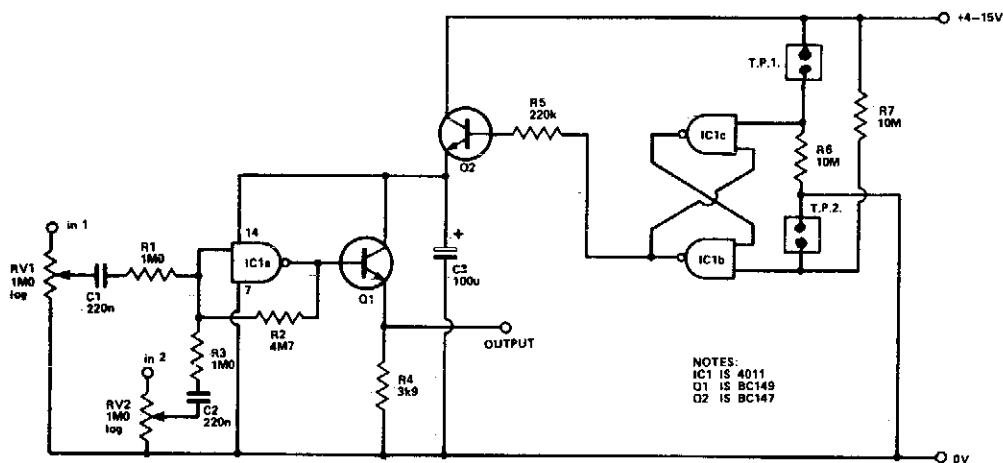 +4-15V
T.P.1.
R7
10M
R5
220k
IC1c
R6
10M
Q2
T.P.2.
in 1
14
IC1a
7
R1
1M0
RV1
1M0
log
C1
220n
Q1
+
C3
100u
IC1b
R2
4M7
OUTPUT
R3
1M0
in 2
RV2
1M0
log
C2
220n
R4
3k9
NOTES:
IC1 IS 4011
Q1 IS BC149
Q2 IS BC147
0V